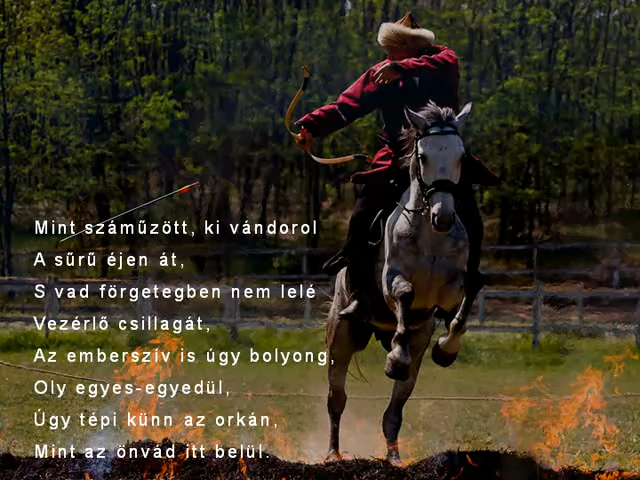 Mint száműzött, ki vándorol
A sűrű éjen át,
S vad förgetegben nem lelé
Vezérlő csillagát,
Az emberszív is úgy bolyong,
Oly egyes-egyedül,
Úgy tépi künn az orkán,
Mint az önvád itt belül.